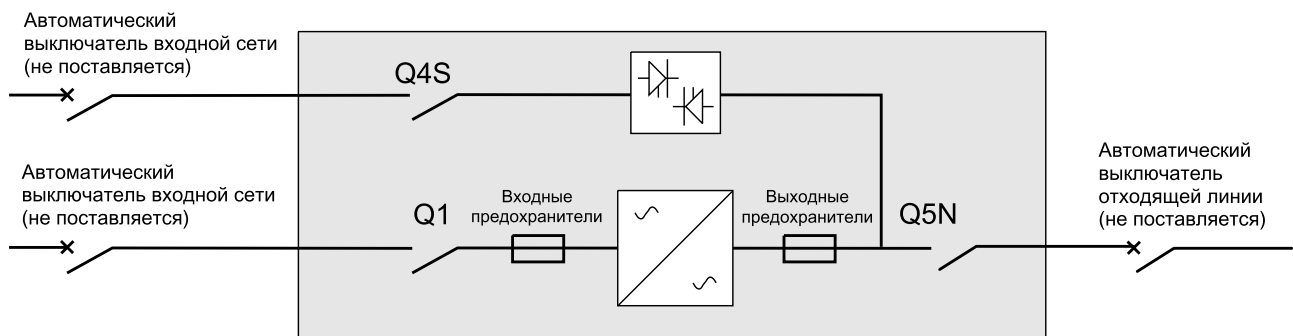 Автоматический
выключатель входной сети
(не поставляется)
Q4S
Автоматический
выключатель входной сети
(не поставляется)
Q1
Входные
предохранители
Выходные
предохранители
Q5N
Автоматический
выключатель
отходящей линии
(не поставляется)